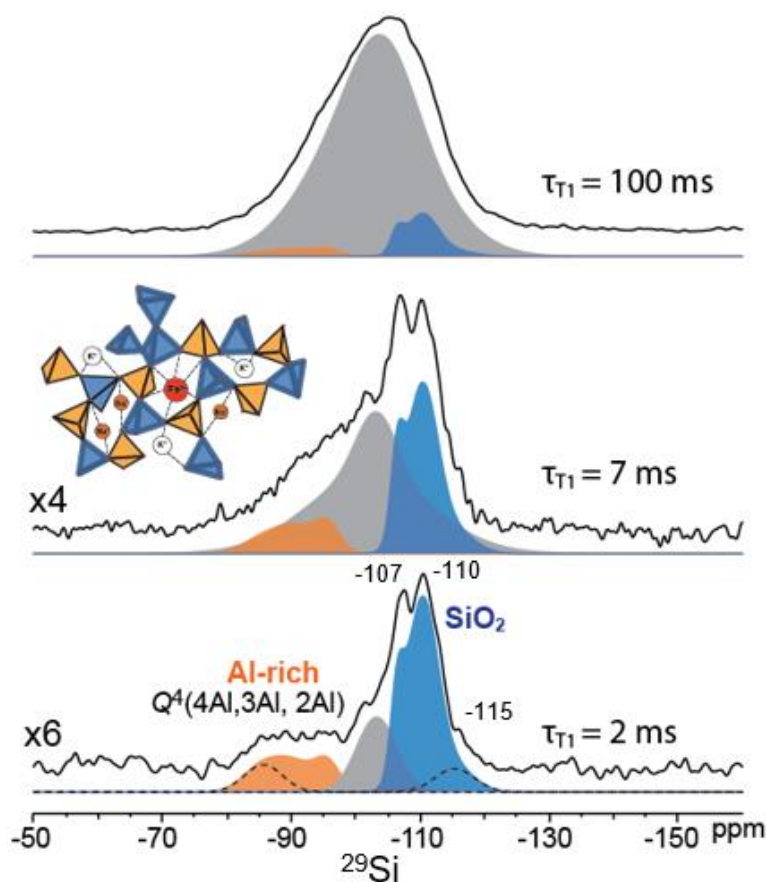 τT1 = 100 ms
x4
τT1 = 7 ms
K+
K+
K+
-107
-110
SiO2
Al-rich
Q4(4Al,3Al, 2Al)
-115
x6
τT1 = 2 ms
-50 -70 -90 -110 -130 -150 ppm
29Si